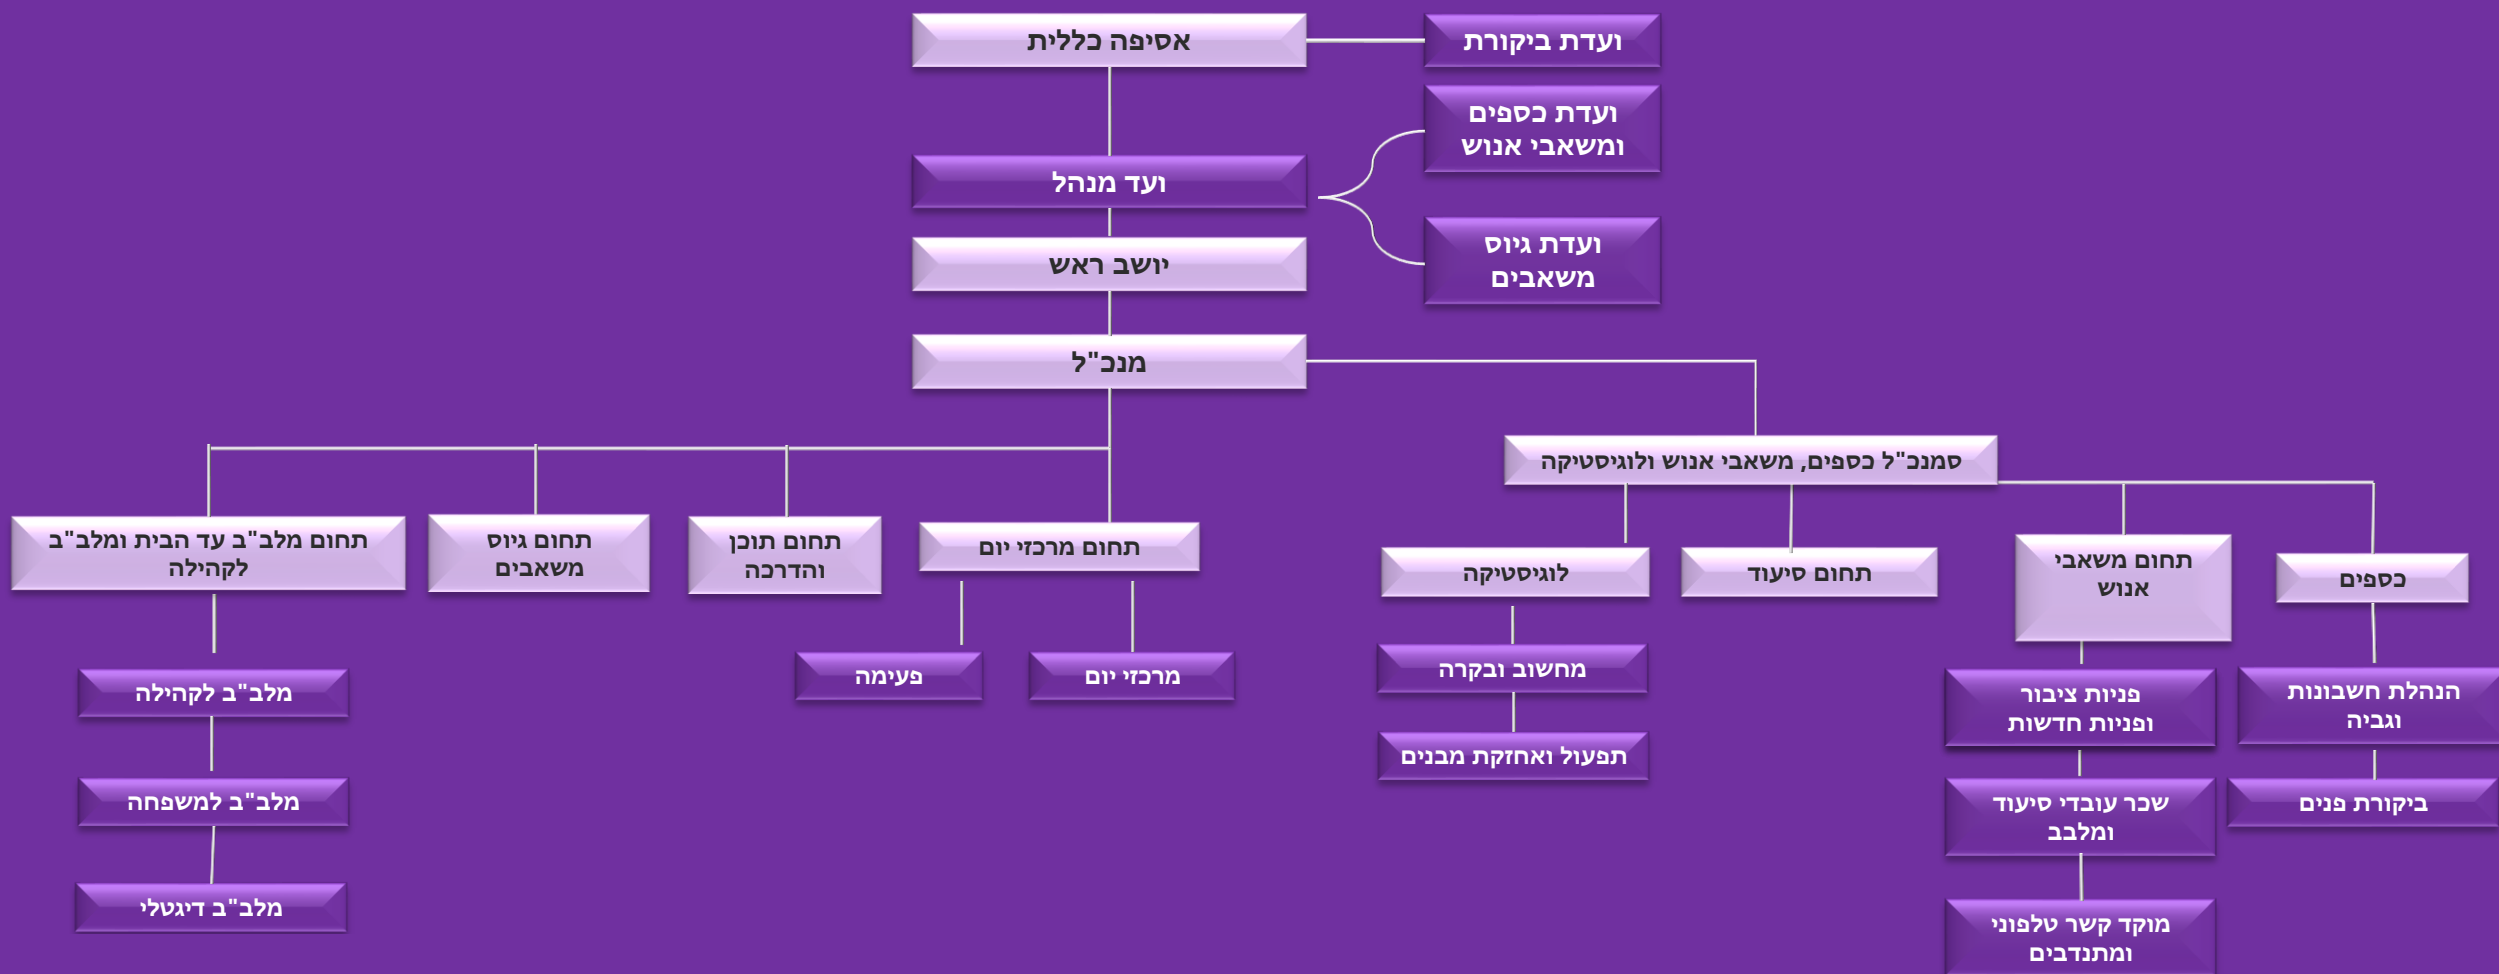 אסיפה כללית
ועדת ביקורת
ועדת כספים
ומשאבי אנוש
ועד מנהל
ועדת גיוס
משאבים
יושב ראש
מנכ"ל
סמנכ"ל כספים, משאבי אנוש ולוגיסטיקה
כספים
תחום משאבי
אנוש
תחום סיעוד
לוגיסטיקה
תחום מרכזי יום
תחום תוכן
והדרכה
תחום גיוס
משאבים
תחום מלב"ב עד הבית ומלב"ב
לקהילה
הנהלת חשבונות
וגביה
ביקורת פנים
פניות ציבור
ופניות חדשות
שכר עובדי סיעוד
ומלבב
מוקד קשר טלפוני
ומתנדבים
מחשוב ובקרה
תפעול ואחזקת מבנים
מרכזי יום
פעימה
מלב"ב לקהילה
מלב"ב למשפחה
מלב"ב דיגטלי